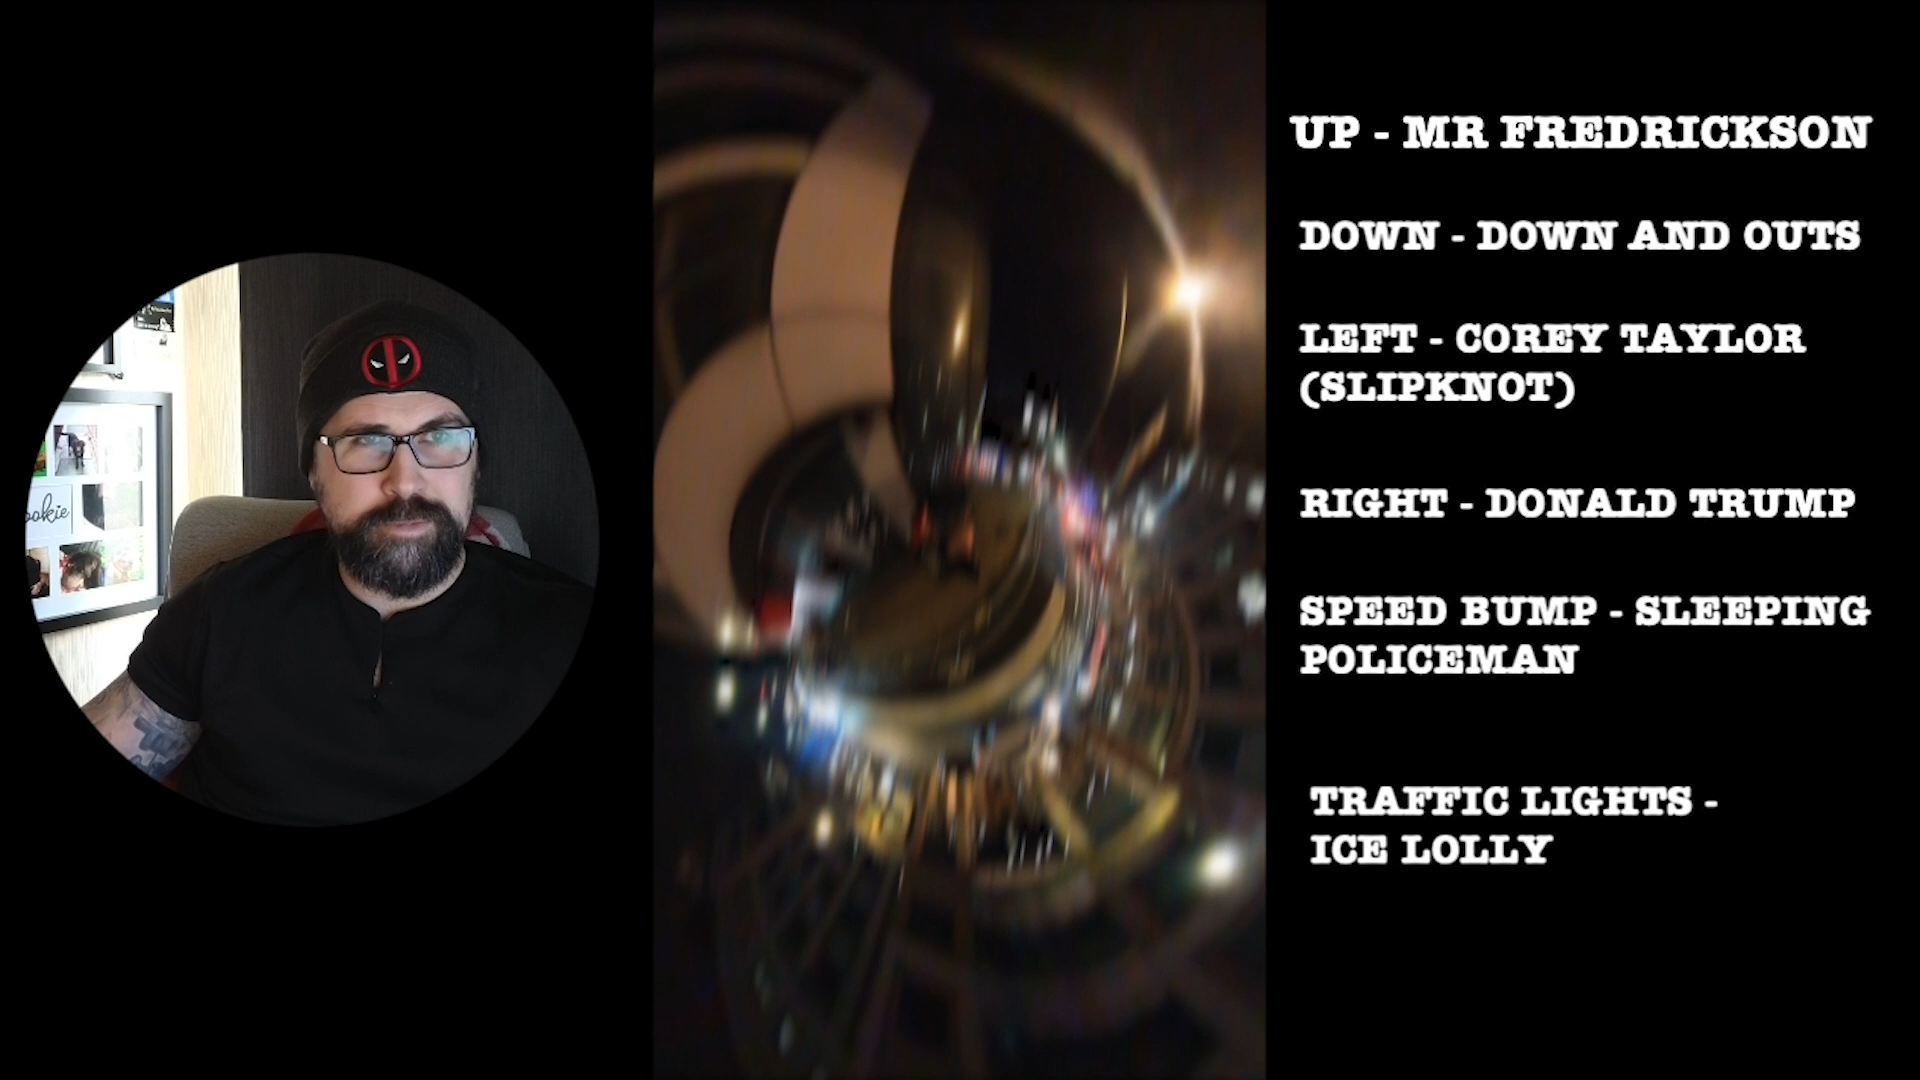 UP - MR FREDRICKSON
DOWN - DOWN AND OUTS
LEFT - COREY TAYLOR
(SLIPKNOT)
RIGHT - DONALD TRUMP
SPEED BUMP - SLEEPING
POLICEMAN
TRAFFIC LIGHTS -
ICE LOLLY
ookie